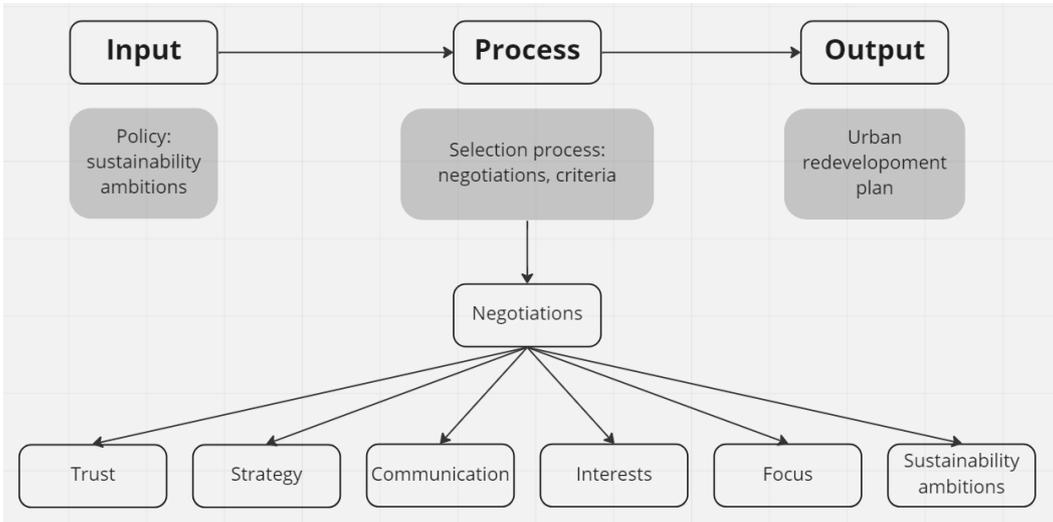 Input
Process
Output
Policy:
sustainability
ambitions
Selection process:
negotiations, criteria
Urban
redevelopoment
plan
Negotiations
Trust
Strategy
Communication
Interests
Focus
Sustainability
ambitions